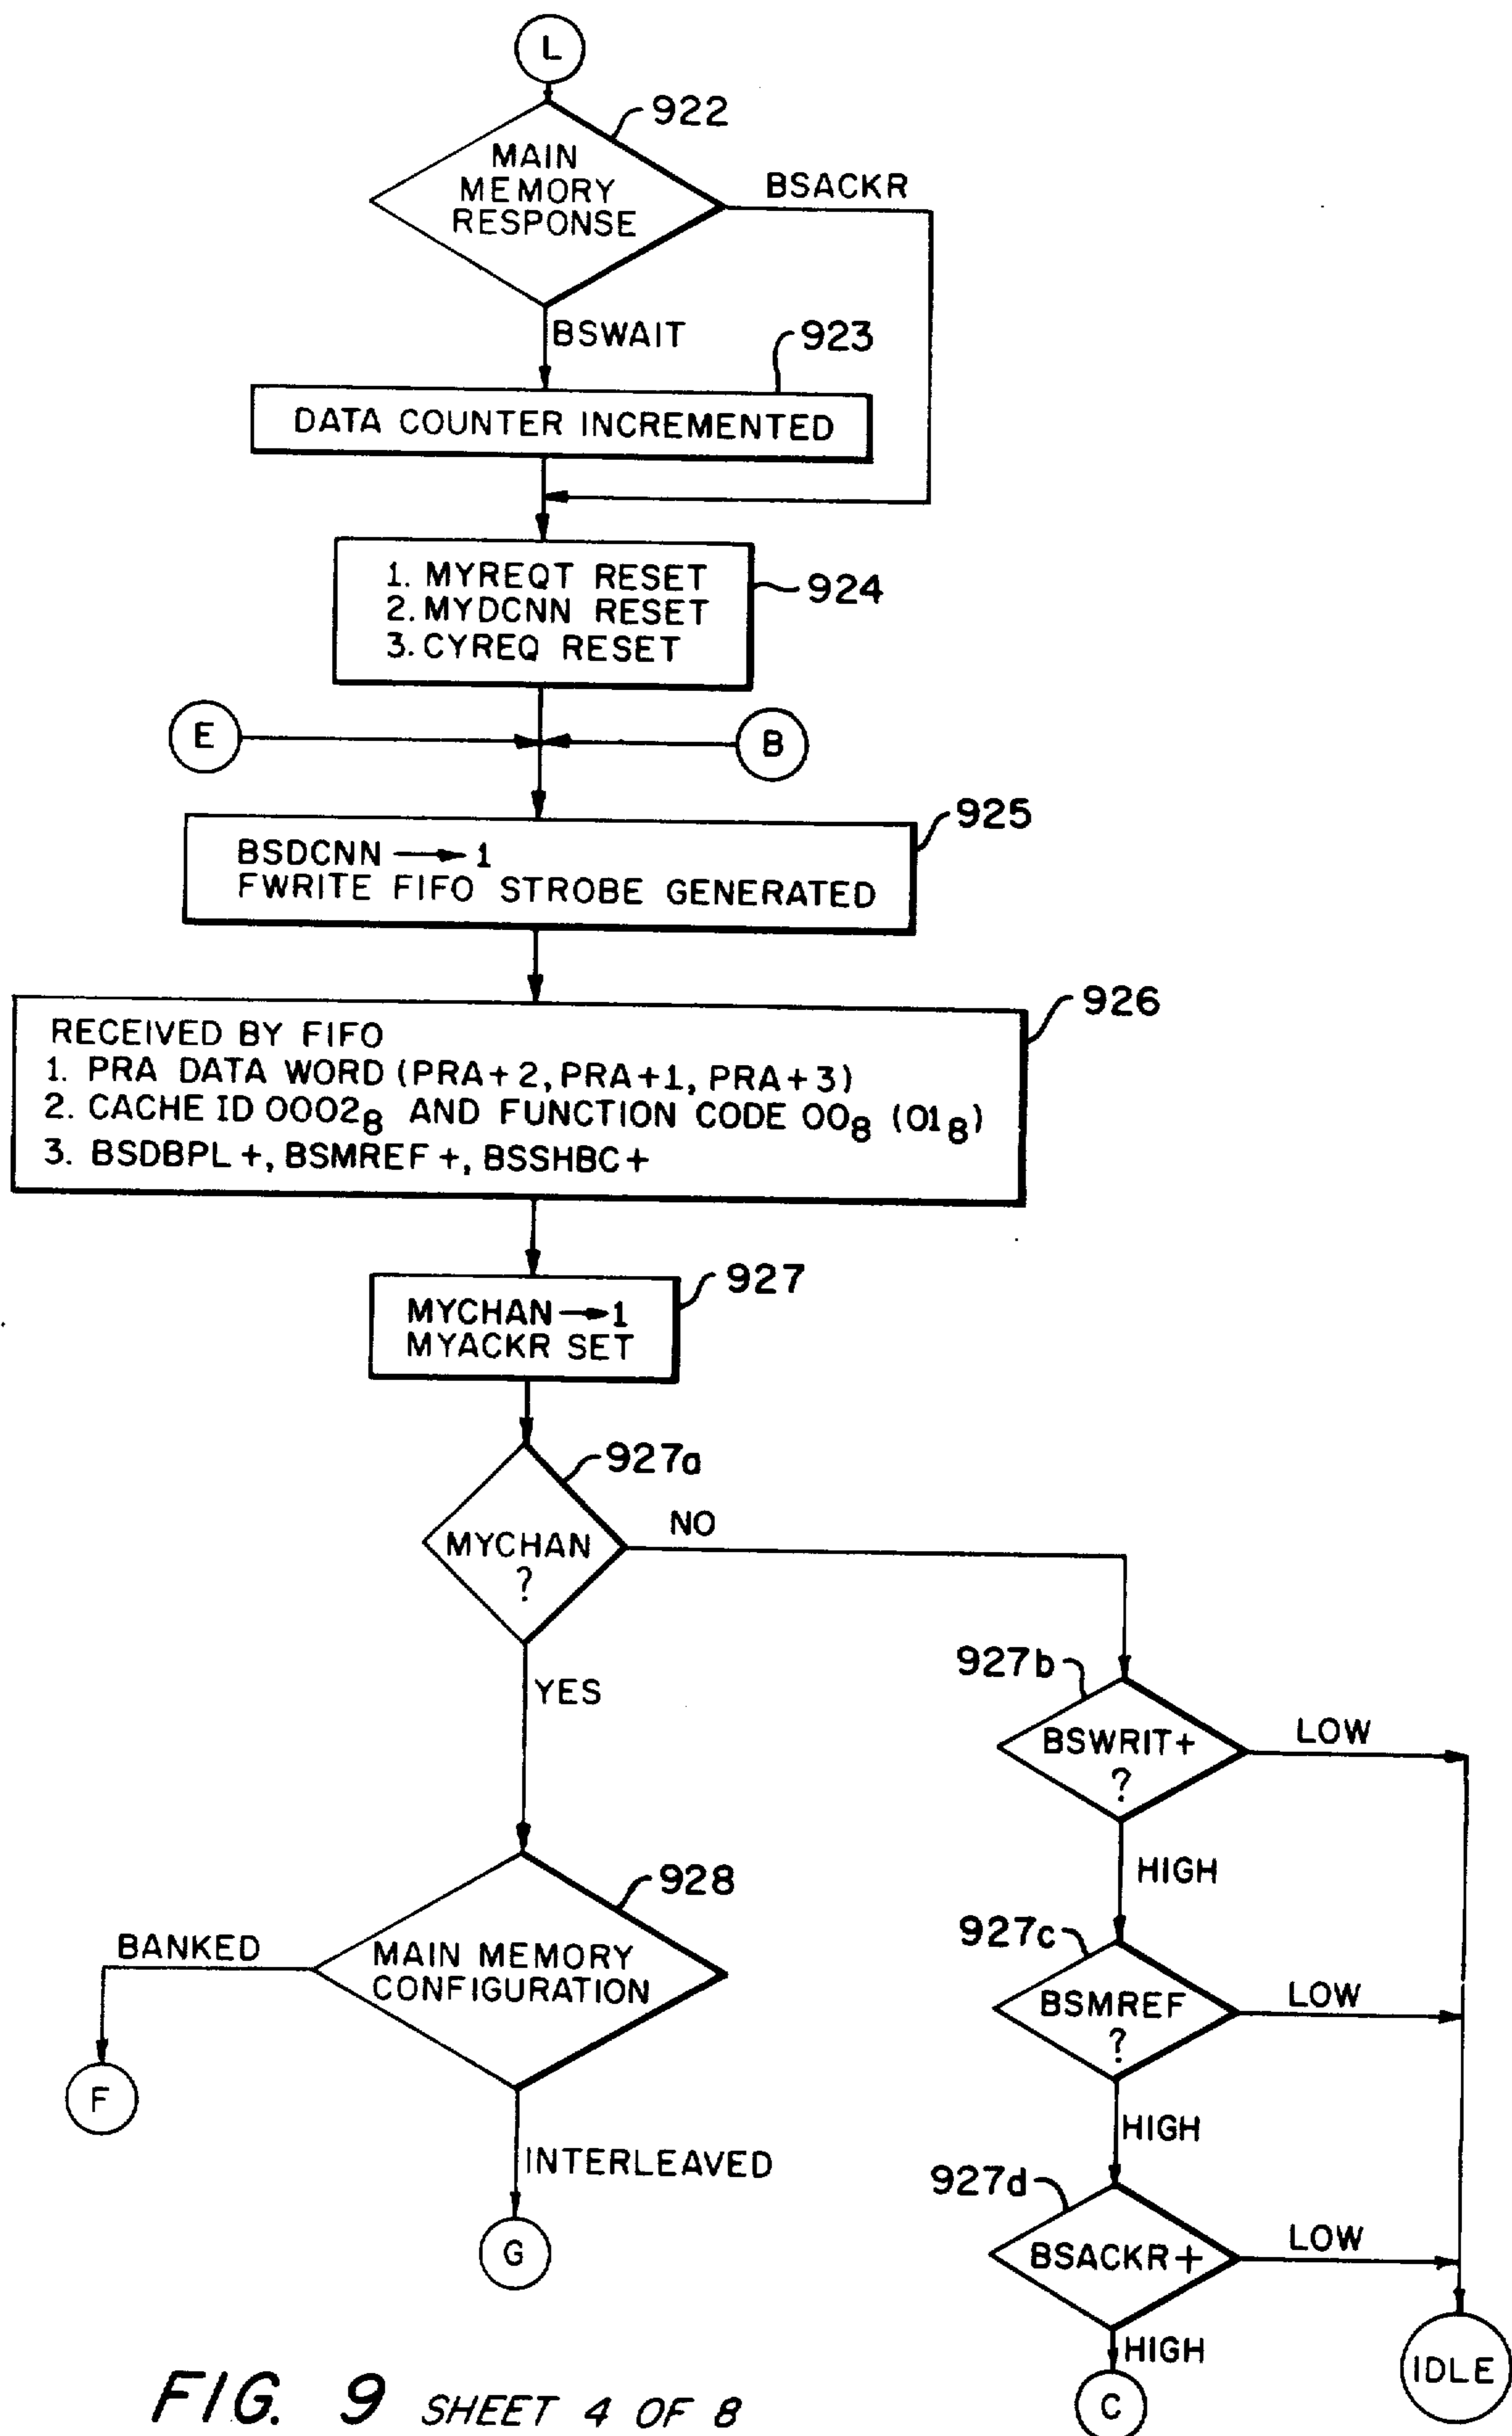 L
922
MAIN
MEMORY
RESPONSE
BSACKR
BSWAIT
923
DATA COUNTER INCREMENTED
1. MYREQT RESET
2. MYDCNN RESET
3. CYREQ RESET
924
E
B
925
BSDCNN → 1
FWRITE FIFO STROBE GENERATED
926
RECEIVED BY FIFO
1. PRA DATA WORD (PRA+2, PRA+1, PRA+3)
2. CACHE ID 0002₈ AND FUNCTION CODE 00₈ (01₈)
3. BSDBPL+, BSMREF+, BSSHBC+
927
MYCHAN → 1
MYACKR SET
927a
MYCHAN
?
NO
YES
927b
BSWRIT+
?
LOW
HIGH
928
MAIN MEMORY
CONFIGURATION
BANKED
F
INTERLEAVED
G
927c
BSMREF
?
LOW
HIGH
927d
BSACKR+
LOW
HIGH
C
IDLE
FIG. 9 SHEET 4 OF 8